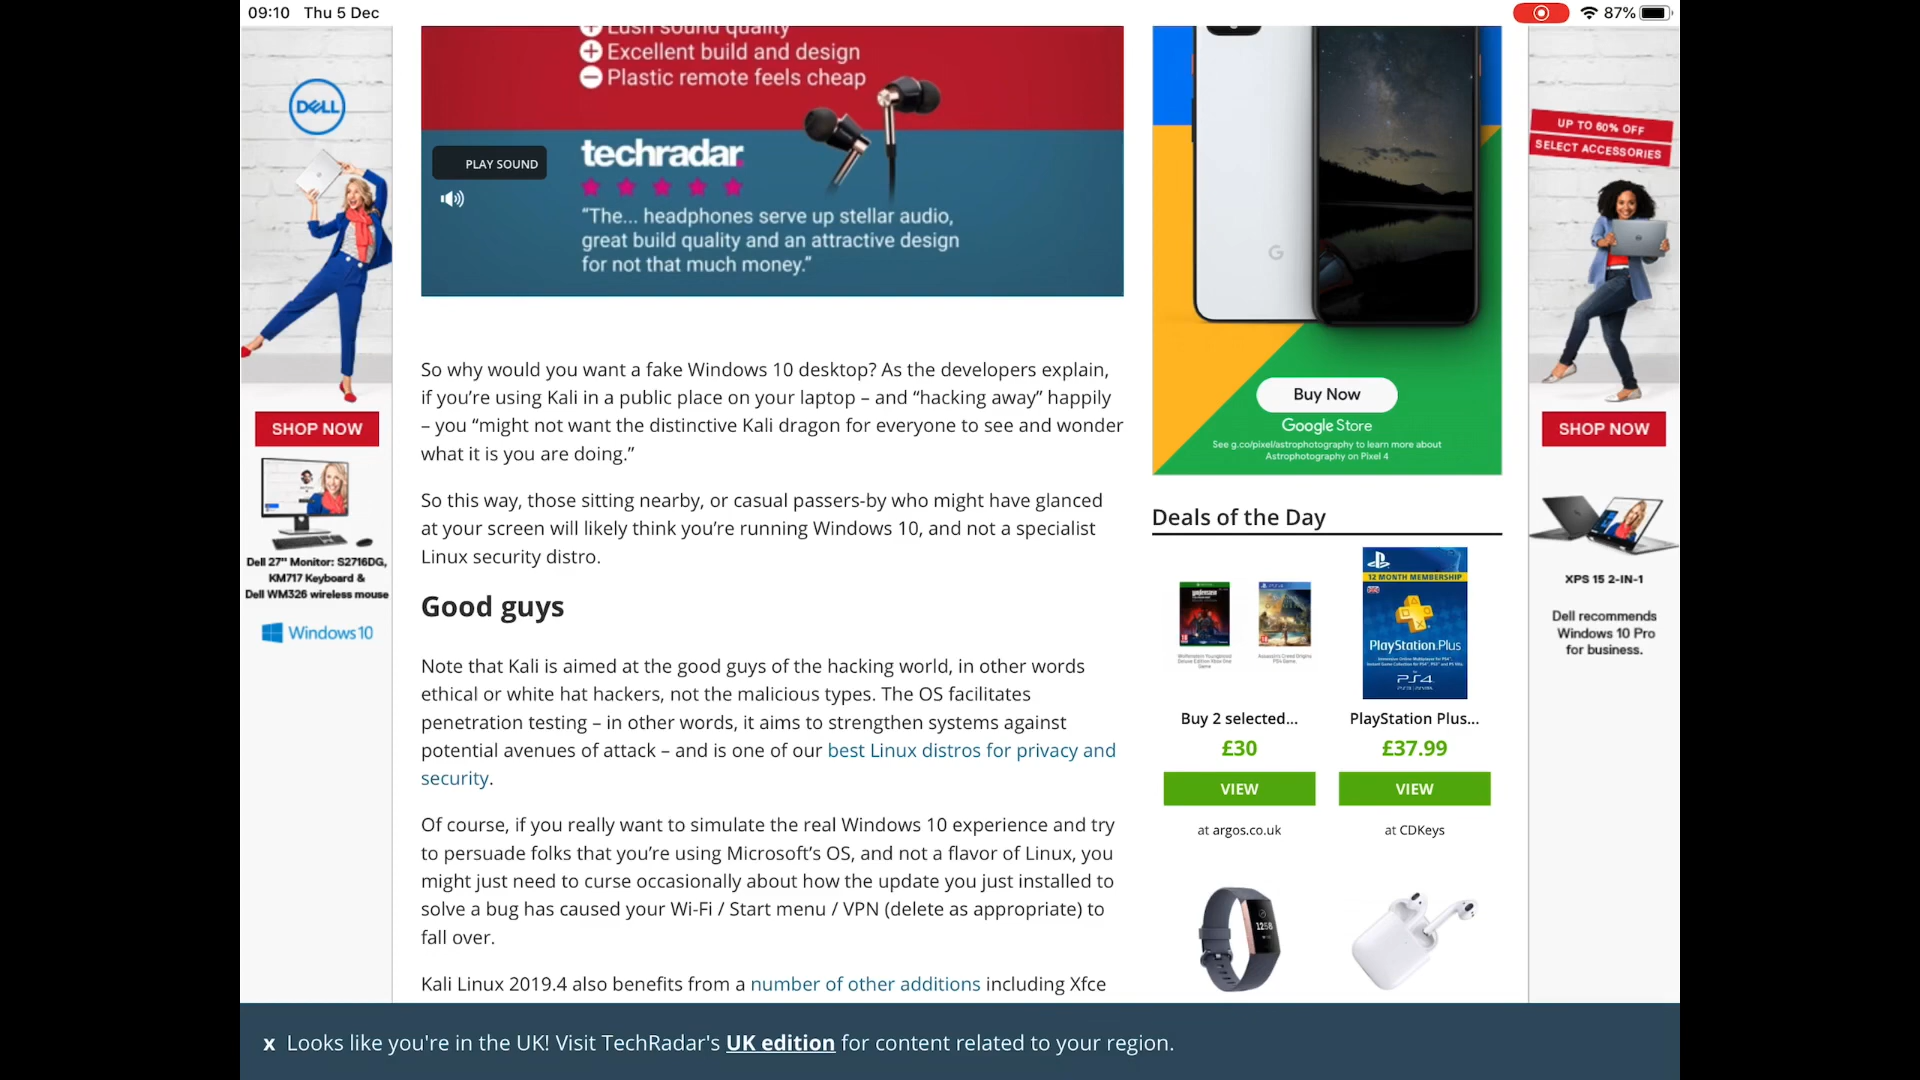 09:10 Thu 5 Dec
87%
Lush sound quality
Excellent build and design
Plastic remote feels cheap
PLAY SOUND
techradar
“The... headphones serve up stellar audio,
great build quality and an attractive design
for not that much money.”
So why would you want a fake Windows 10 desktop? As the developers explain,
if you’re using Kali in a public place on your laptop – and “hacking away” happily
– you “might not want the distinctive Kali dragon for everyone to see and wonder
what it is you are doing.”
So this way, those sitting nearby, or casual passers-by who might have glanced
at your screen will likely think you’re running Windows 10, and not a specialist
Linux security distro.
Good guys
Note that Kali is aimed at the good guys of the hacking world, in other words
ethical or white hat hackers, not the malicious types. The OS facilitates
penetration testing – in other words, it aims to strengthen systems against
potential avenues of attack – and is one of our best Linux distros for privacy and
security.
Of course, if you really want to simulate the real Windows 10 experience and try
to persuade folks that you’re using Microsoft’s OS, and not a flavor of Linux, you
might just need to curse occasionally about how the update you just installed to
solve a bug has caused your Wi-Fi / Start menu / VPN (delete as appropriate) to
fall over.
Kali Linux 2019.4 also benefits from a number of other additions including Xfce
DELL
SHOP NOW
Dell 27" Monitor: S2716DG,
KM717 Keyboard &
Dell WM326 wireless mouse
Windows 10
G
Buy Now
Google Store
See g.co/pixel/astrophotography to learn more about
Astrophotography on Pixel 4
Deals of the Day
12 MONTH MEMBERSHIP
PlayStation.Plus
PS4
Buy 2 selected...
£30
VIEW
at argos.co.uk
PlayStation Plus...
£37.99
VIEW
at CDKeys
UP TO 60% OFF
SELECT ACCESSORIES
SHOP NOW
XPS 15 2-IN-1
Dell recommends
Windows 10 Pro
for business.
x Looks like you're in the UK! Visit TechRadar's UK edition for content related to your region.